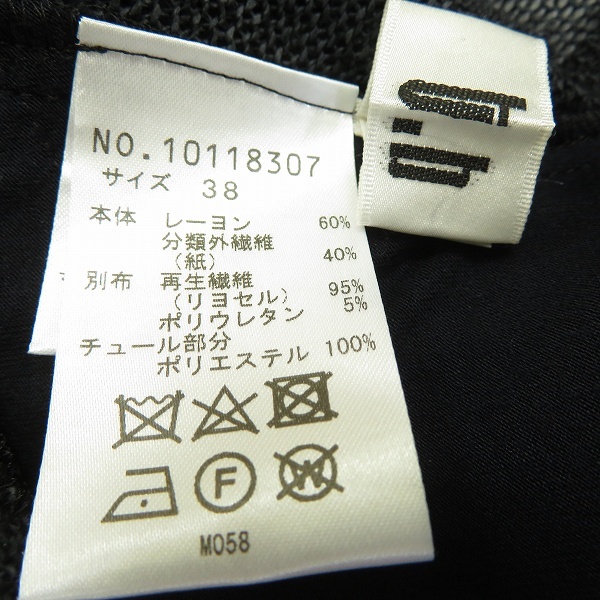 NO.10118307
サイズ 38
本体 レーヨン 60%
分類外繊維
(紙) 40%
別布 再生繊維
(リヨセル) 95%
ポリウレタン 5%
チュール部分
ポリエステル 100%
F
W
M058